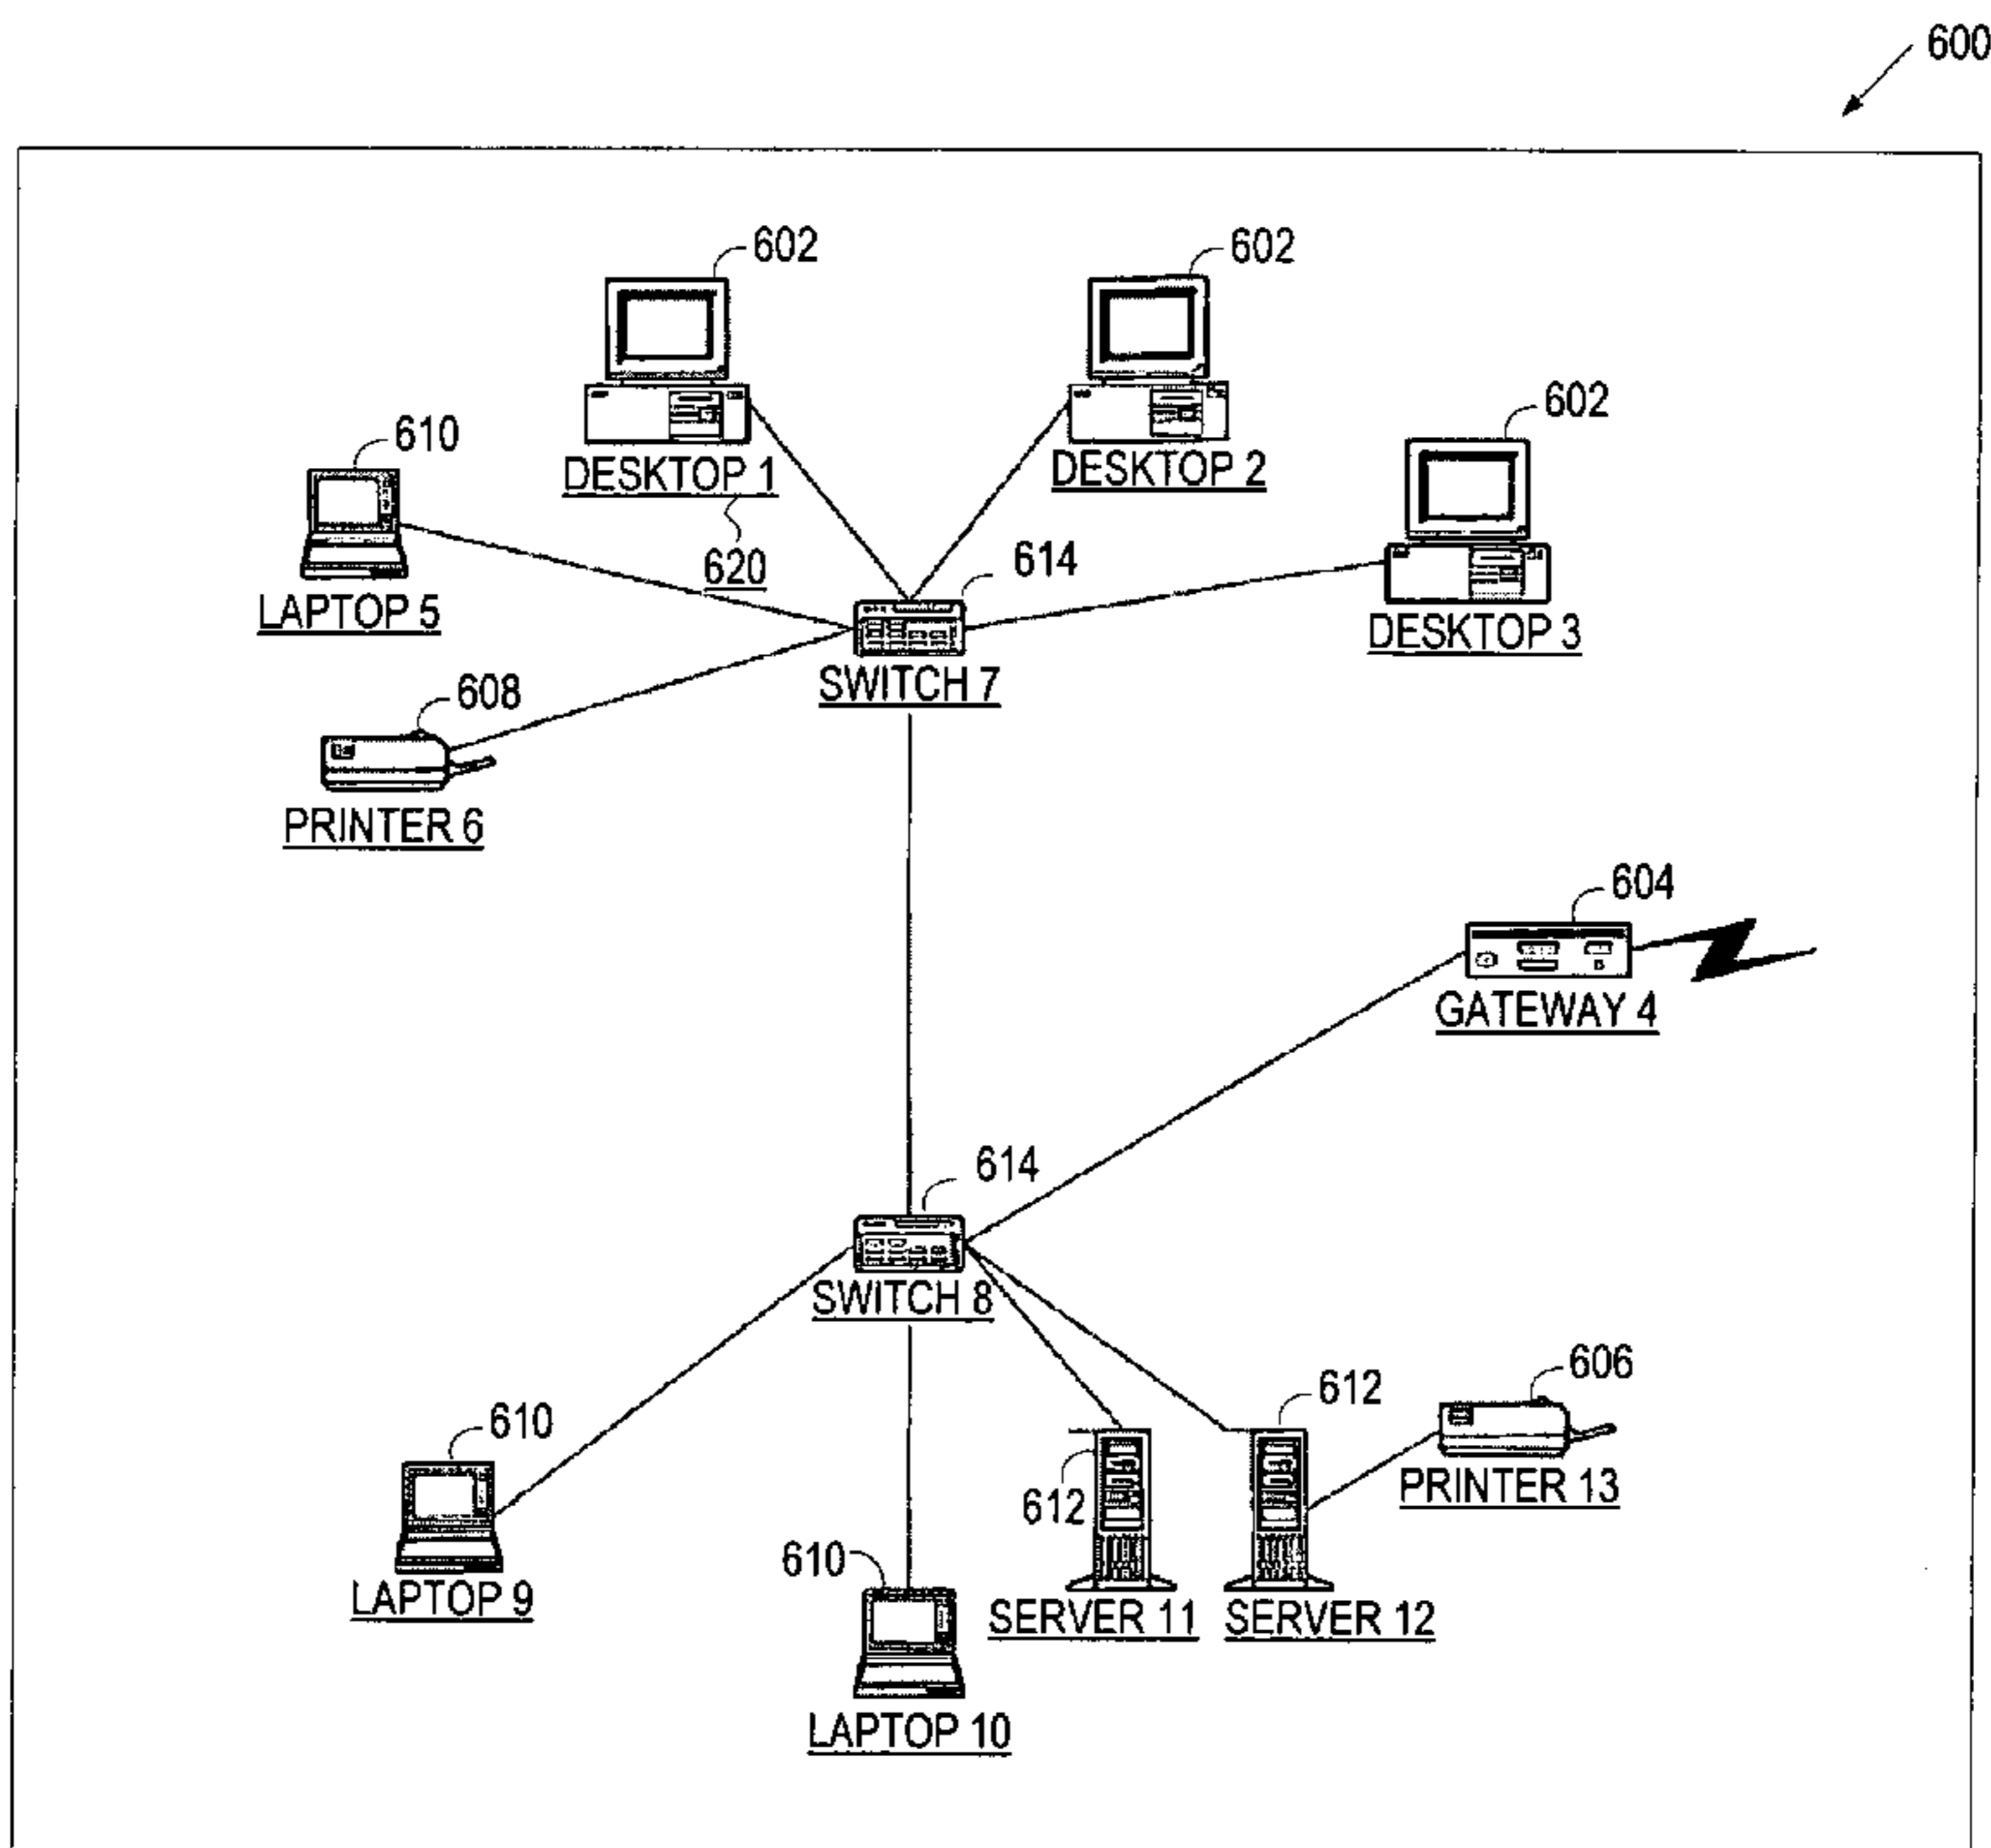 600
602
602
602
610
DESKTOP 1
DESKTOP 2
620
614
LAPTOP 5
DESKTOP 3
SWITCH 7
608
PRINTER 6
604
GATEWAY 4
614
SWITCH 8
606
612
610
612
PRINTER 13
610
LAPTOP 9
SERVER 11
SERVER 12
LAPTOP 10